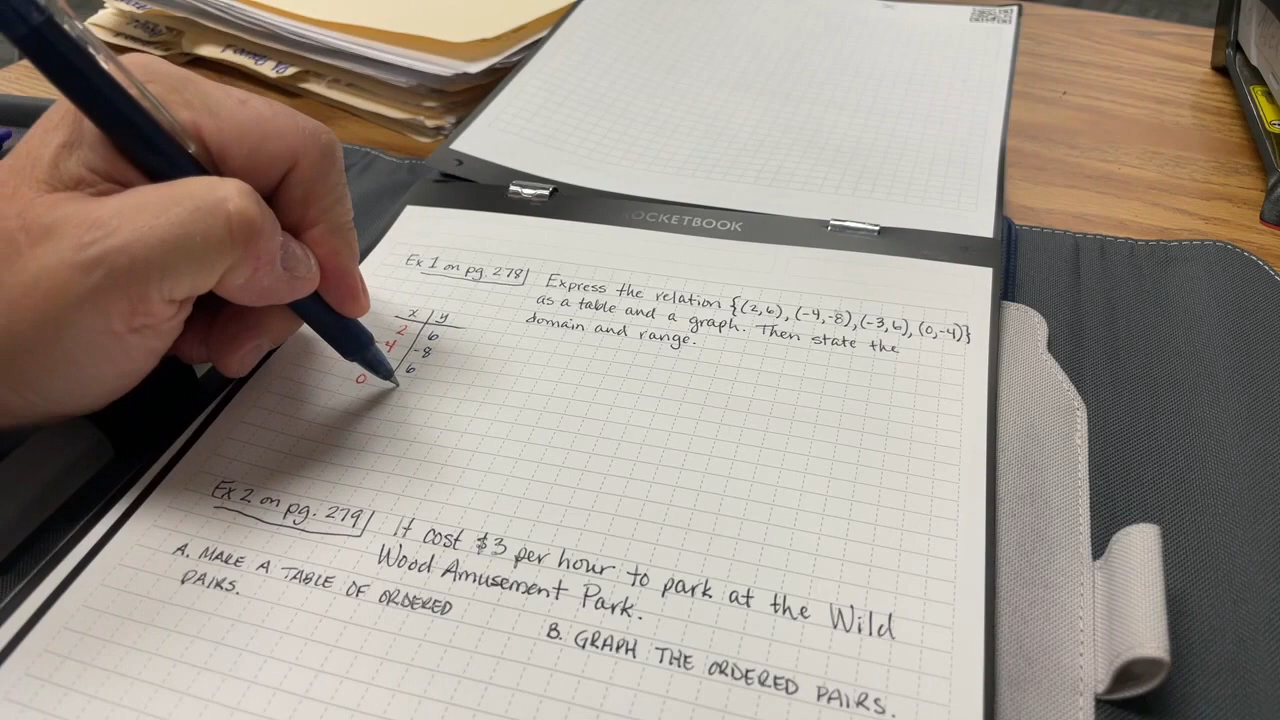 OCKETBOOK
Ex 1 on pg. 278
Express the relation {(2,6), (-4,-8), (-3,6), (0,-4)}
as a table and a graph. Then state the
domain and range.
x y
2 6
4 -8
6
0
Ex 2 on pg. 279
It cost $3 per hour to park at the Wild
Wood Amusement Park.
A. MAKE A TABLE OF ORDERED
PAIRS.
B. GRAPH THE ORDERED PAIRS.